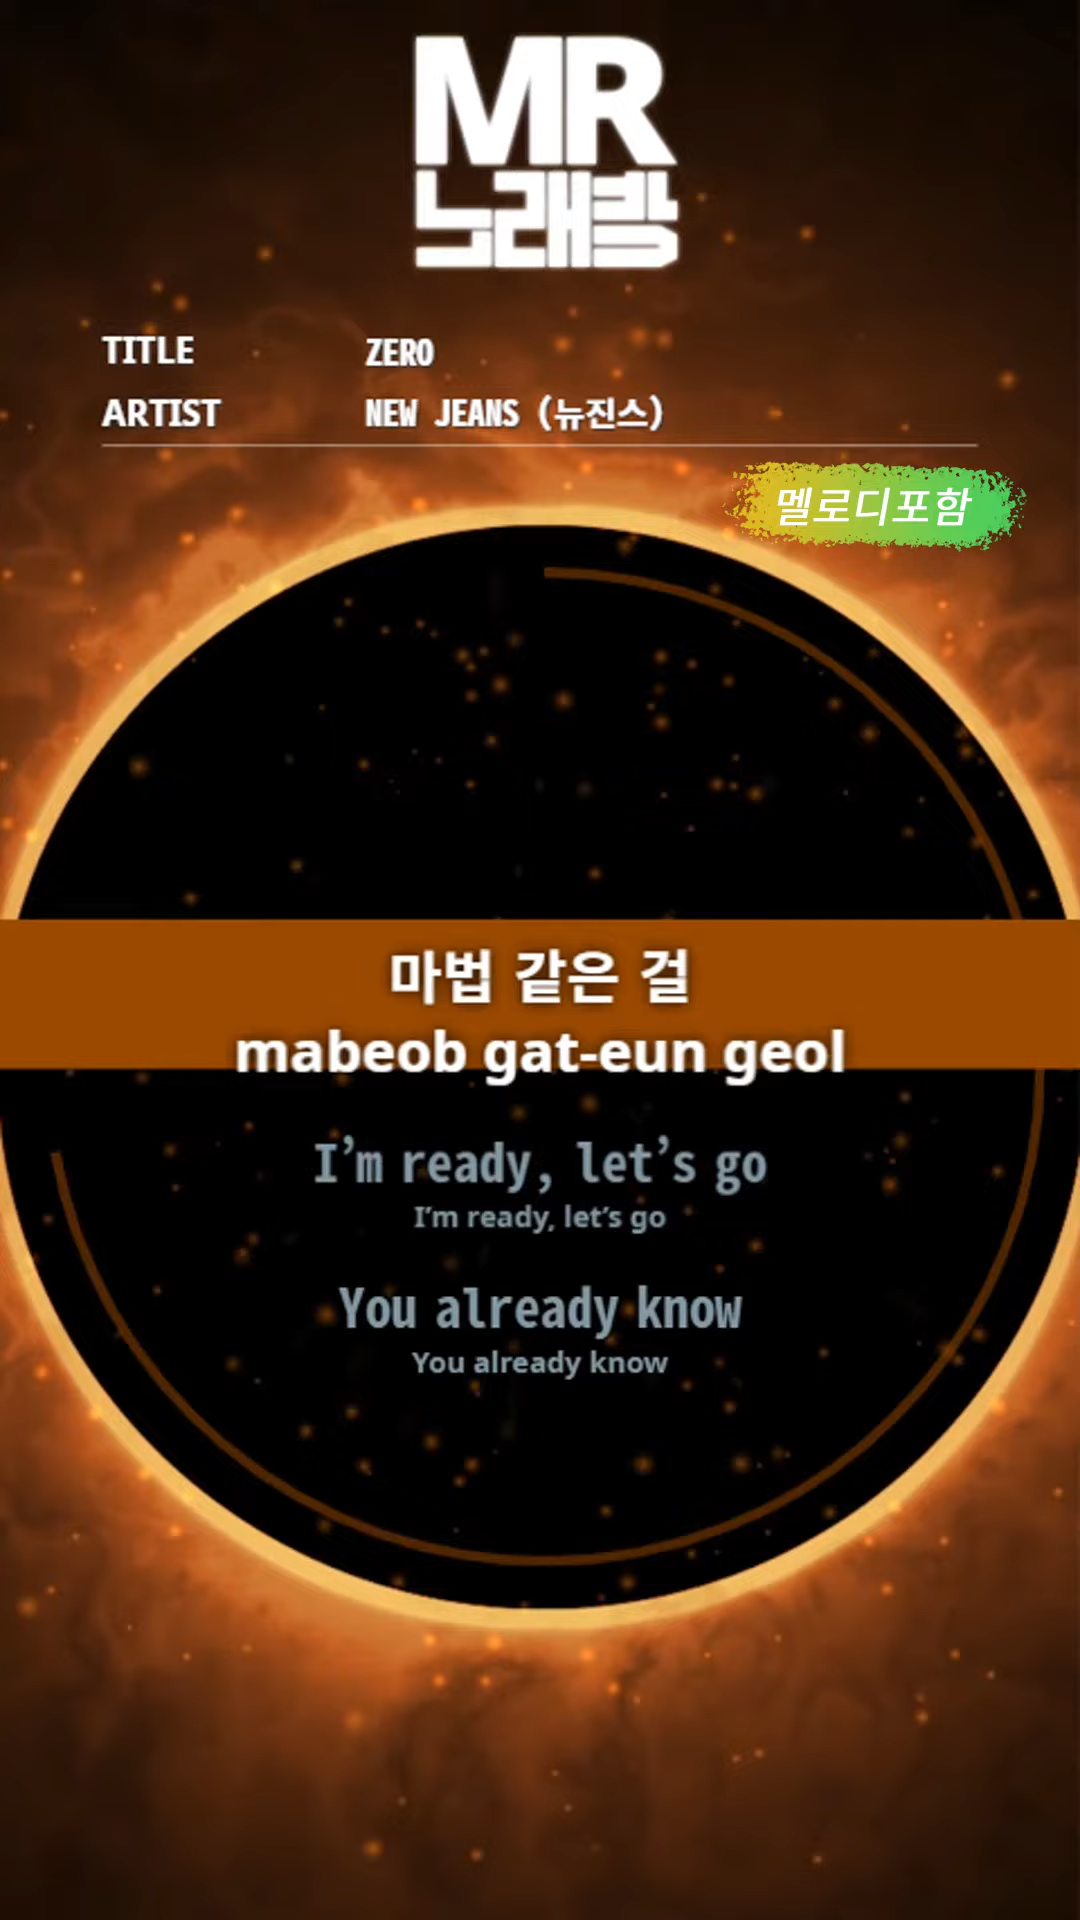 MR
노래방
TITLE ZERO
ARTIST NEW JEANS (뉴진스)
멜로디포함
마법 같은 걸
mabeob gat-eun geol
I’m ready, let’s go
I’m ready, let’s go
You already know
You already know